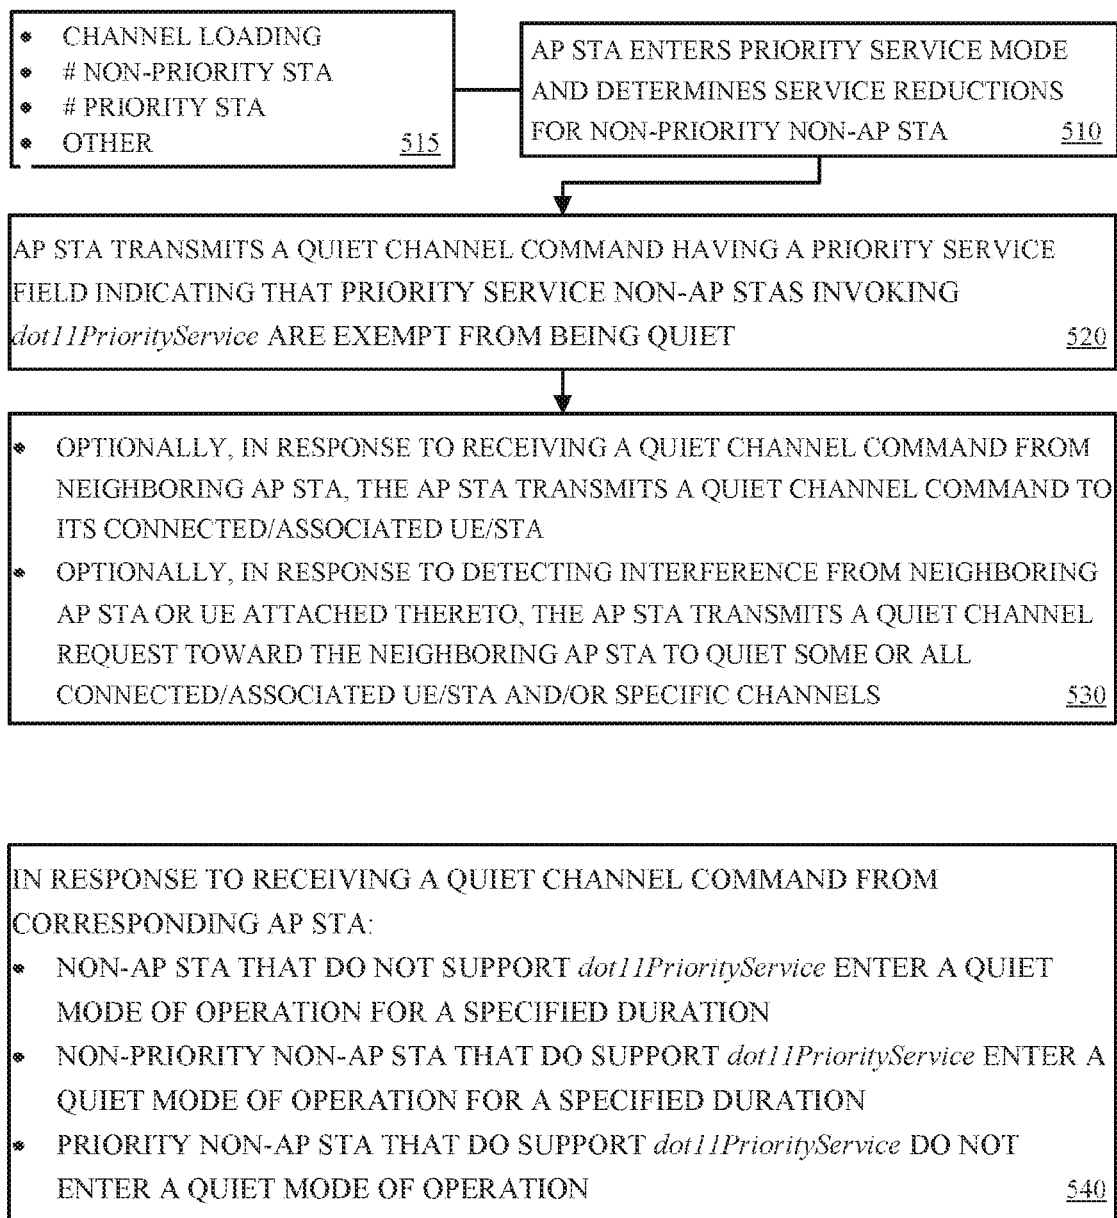 • CHANNEL LOADING
• # NON-PRIORITY STA
• # PRIORITY STA
• OTHER 515
AP STA ENTERS PRIORITY SERVICE MODE
AND DETERMINES SERVICE REDUCTIONS
FOR NON-PRIORITY NON-AP STA 510
AP STA TRANSMITS A QUIET CHANNEL COMMAND HAVING A PRIORITY SERVICE
FIELD INDICATING THAT PRIORITY SERVICE NON-AP STAS INVOKING
dot11PriorityService ARE EXEMPT FROM BEING QUIET 520
• OPTIONALLY, IN RESPONSE TO RECEIVING A QUIET CHANNEL COMMAND FROM
NEIGHBORING AP STA, THE AP STA TRANSMITS A QUIET CHANNEL COMMAND TO
ITS CONNECTED/ASSOCIATED UE/STA
• OPTIONALLY, IN RESPONSE TO DETECTING INTERFERENCE FROM NEIGHBORING
AP STA OR UE ATTACHED THERETO, THE AP STA TRANSMITS A QUIET CHANNEL
REQUEST TOWARD THE NEIGHBORING AP STA TO QUIET SOME OR ALL
CONNECTED/ASSOCIATED UE/STA AND/OR SPECIFIC CHANNELS 530
IN RESPONSE TO RECEIVING A QUIET CHANNEL COMMAND FROM
CORRESPONDING AP STA:
• NON-AP STA THAT DO NOT SUPPORT dot11PriorityService ENTER A QUIET
MODE OF OPERATION FOR A SPECIFIED DURATION
• NON-PRIORITY NON-AP STA THAT DO SUPPORT dot11PriorityService ENTER A
QUIET MODE OF OPERATION FOR A SPECIFIED DURATION
• PRIORITY NON-AP STA THAT DO SUPPORT dot11PriorityService DO NOT
ENTER A QUIET MODE OF OPERATION 540